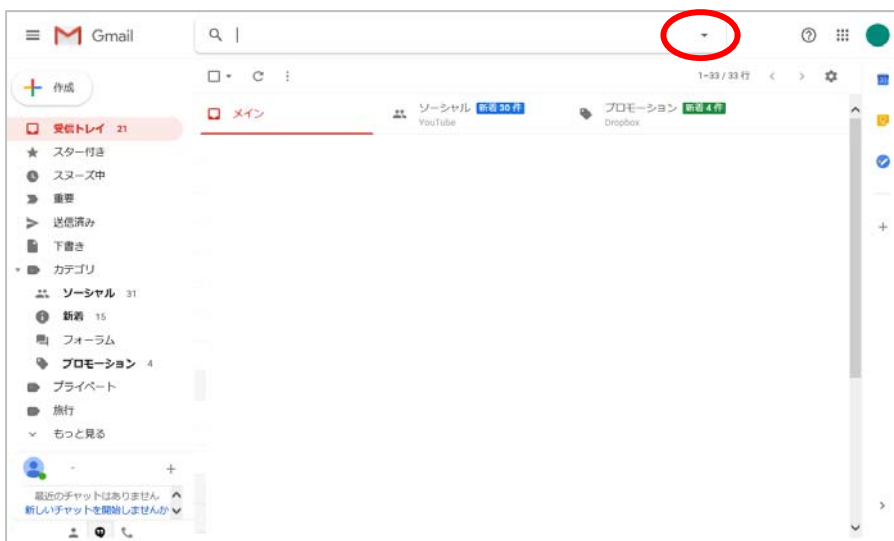 Gmail
作成
1-33 / 33 行
メイン
ソーシャル 新着 30 件
YouTube
プロモーション 新着 4 件
Dropbox
受信トレイ 21
スター付き
スヌーズ中
重要
送信済み
下書き
カテゴリ
ソーシャル 31
新着 15
フォーラム
プロモーション 4
プライベート
旅行
もっと見る
最近のチャットはありません
新しいチャットを開始しませんか